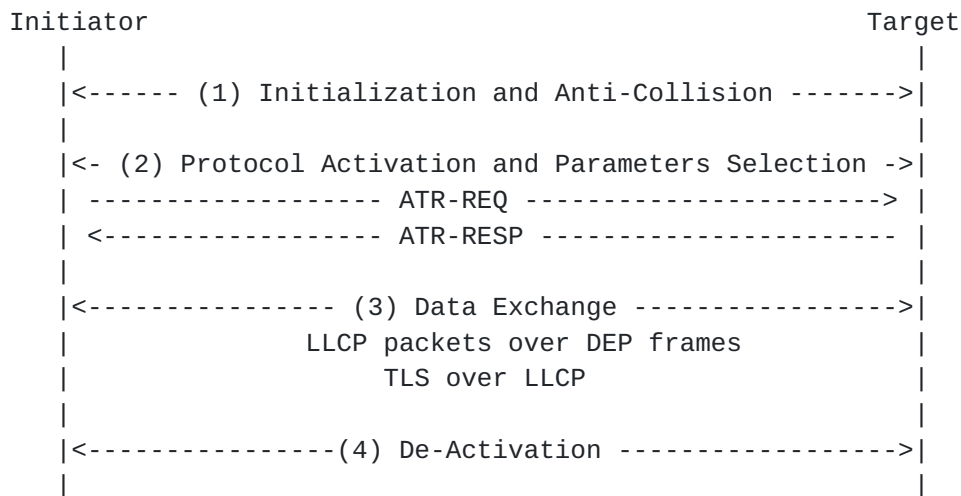 Initiator                                               Target
   |                                                      |
   |<------ (1) Initialization and Anti-Collision ------->|
   |                                                      |
   |<- (2) Protocol Activation and Parameters Selection ->|
   | ------------------- ATR-REQ -----------------------> |
   | <------------------ ATR-RESP ----------------------- |
   |                                                      |
   |<---------------- (3) Data Exchange ----------------->|
   |               LLCP packets over DEP frames           |
   |                    TLS over LLCP                     |
   |                                                      |
   |<----------------(4) De-Activation ------------------>|
   |                                                      |